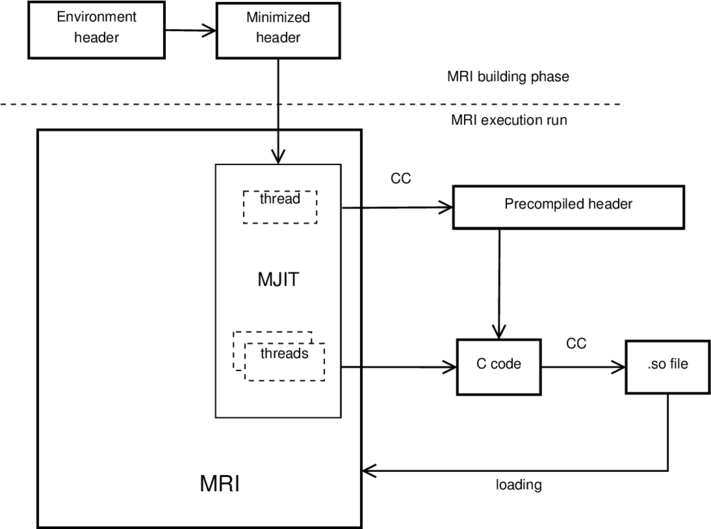 Environment
header
Minimized
header
MRI building phase
MRI execution run
thread
CC
Precompiled header
MJIT
threads
C code
CC
.so file
MRI
loading